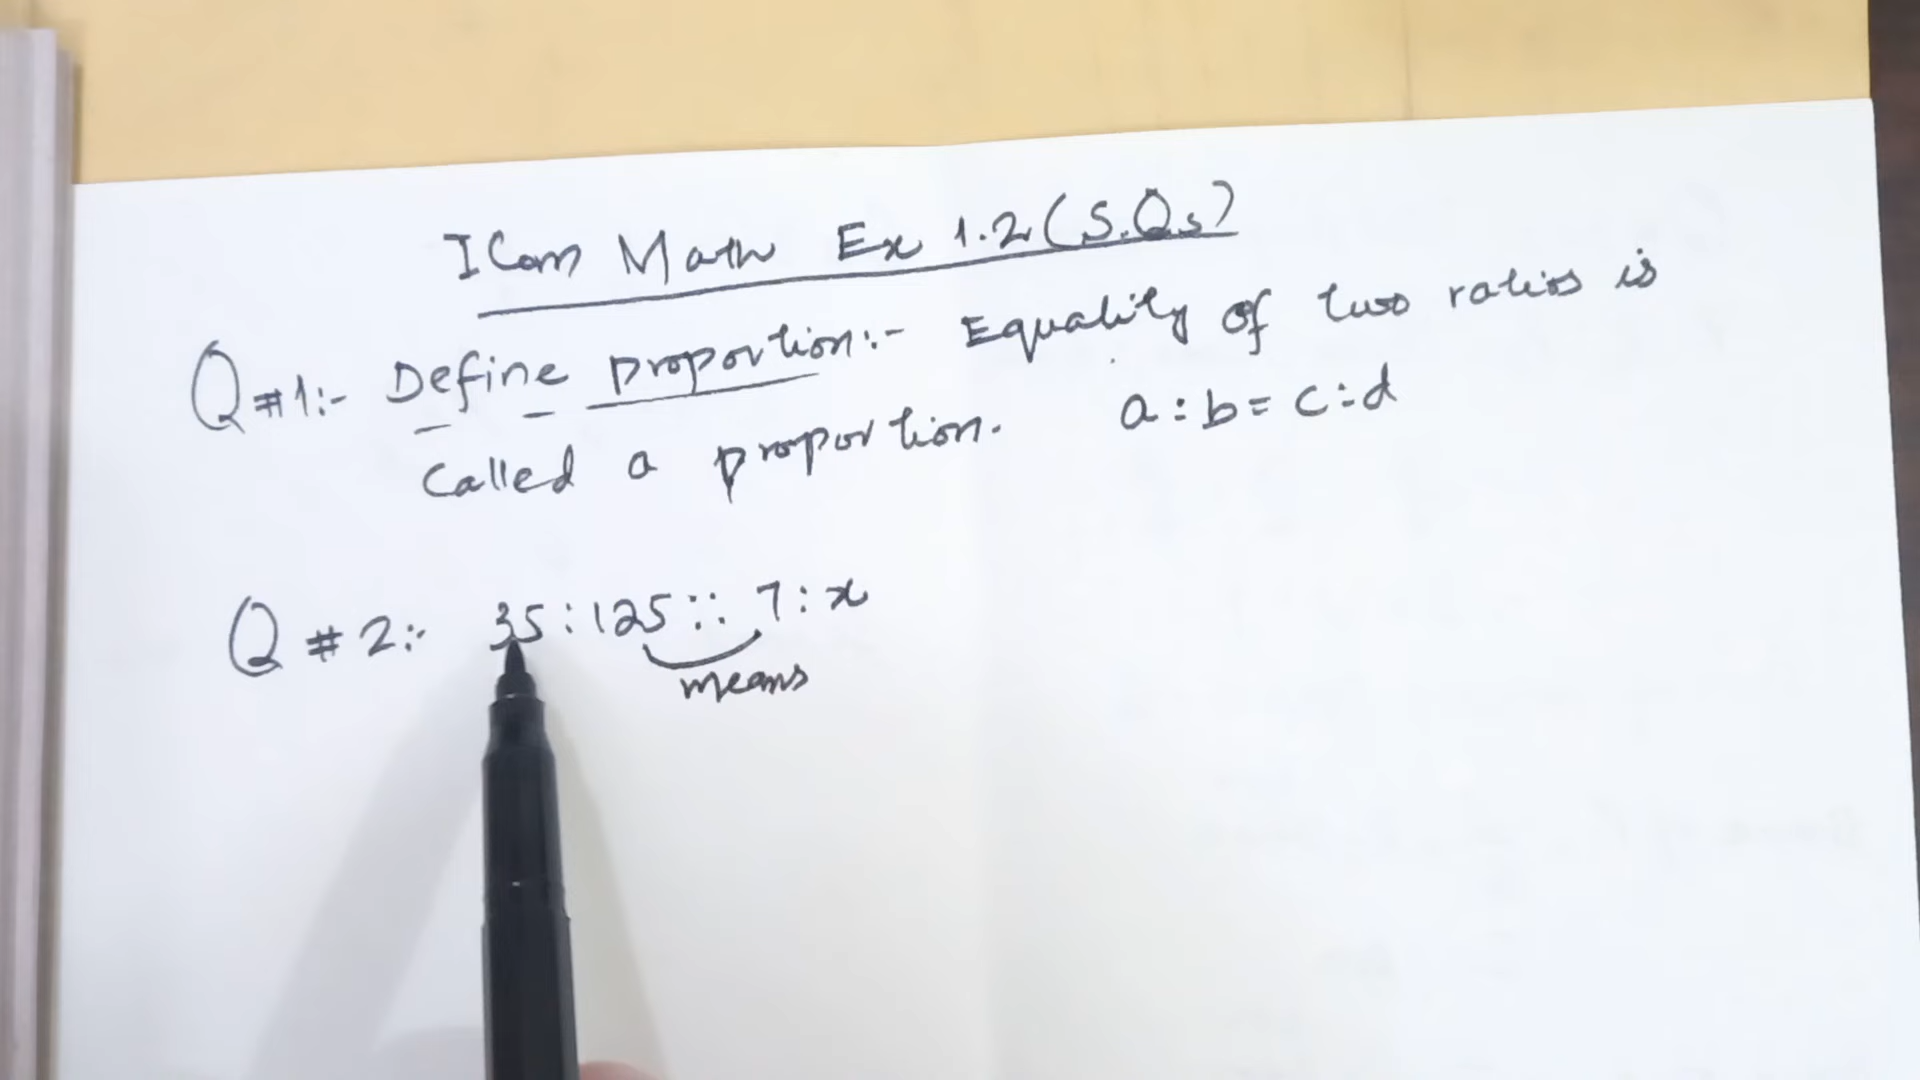 ICom Math Ex 1.2 (S.Qs)
Q#1:- Define proportion:- Equality of two ratios is
called a proportion. a:b = c:d
Q#2:- 35:125 :: 7:x
means